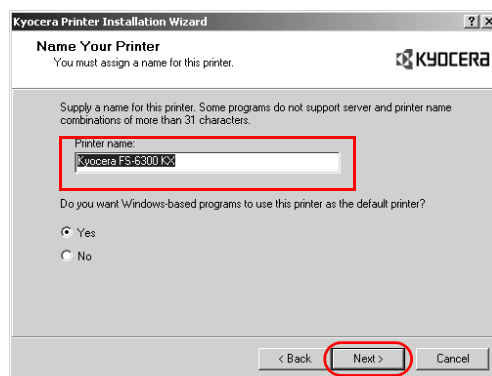 Kyocera Printer Installation Wizard
Name Your Printer
You must assign a name for this printer.
KYOCERA
Supply a name for this printer. Some programs do not support server and printer name
combinations of more than 31 characters.
Printer name:
Kyocera FS-6300 KX
Do you want Windows-based programs to use this printer as the default printer?
Yes
No
< Back
Next >
Cancel